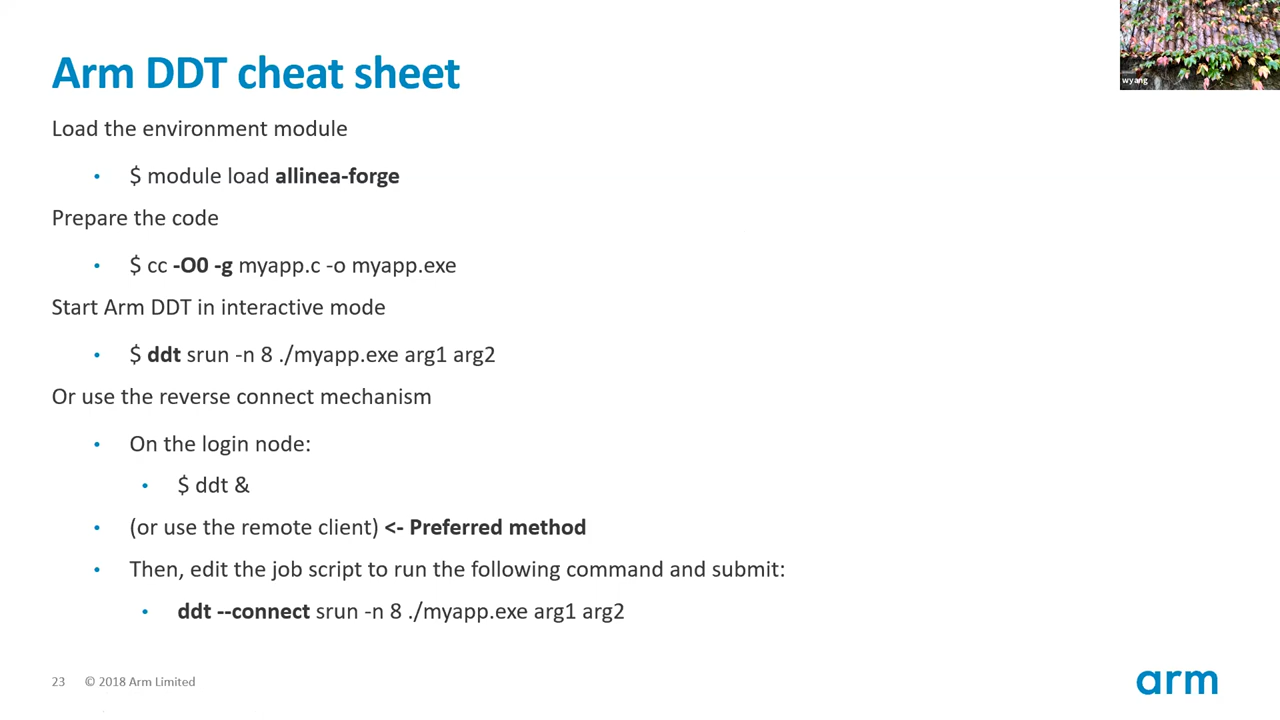 Arm DDT cheat sheet
wyang
Load the environment module
• $ module load allinea-forge
Prepare the code
• $ cc -O0 -g myapp.c -o myapp.exe
Start Arm DDT in interactive mode
• $ ddt srun -n 8 ./myapp.exe arg1 arg2
Or use the reverse connect mechanism
• On the login node:
• $ ddt &
• (or use the remote client) <- Preferred method
• Then, edit the job script to run the following command and submit:
• ddt --connect srun -n 8 ./myapp.exe arg1 arg2
23 © 2018 Arm Limited
arm